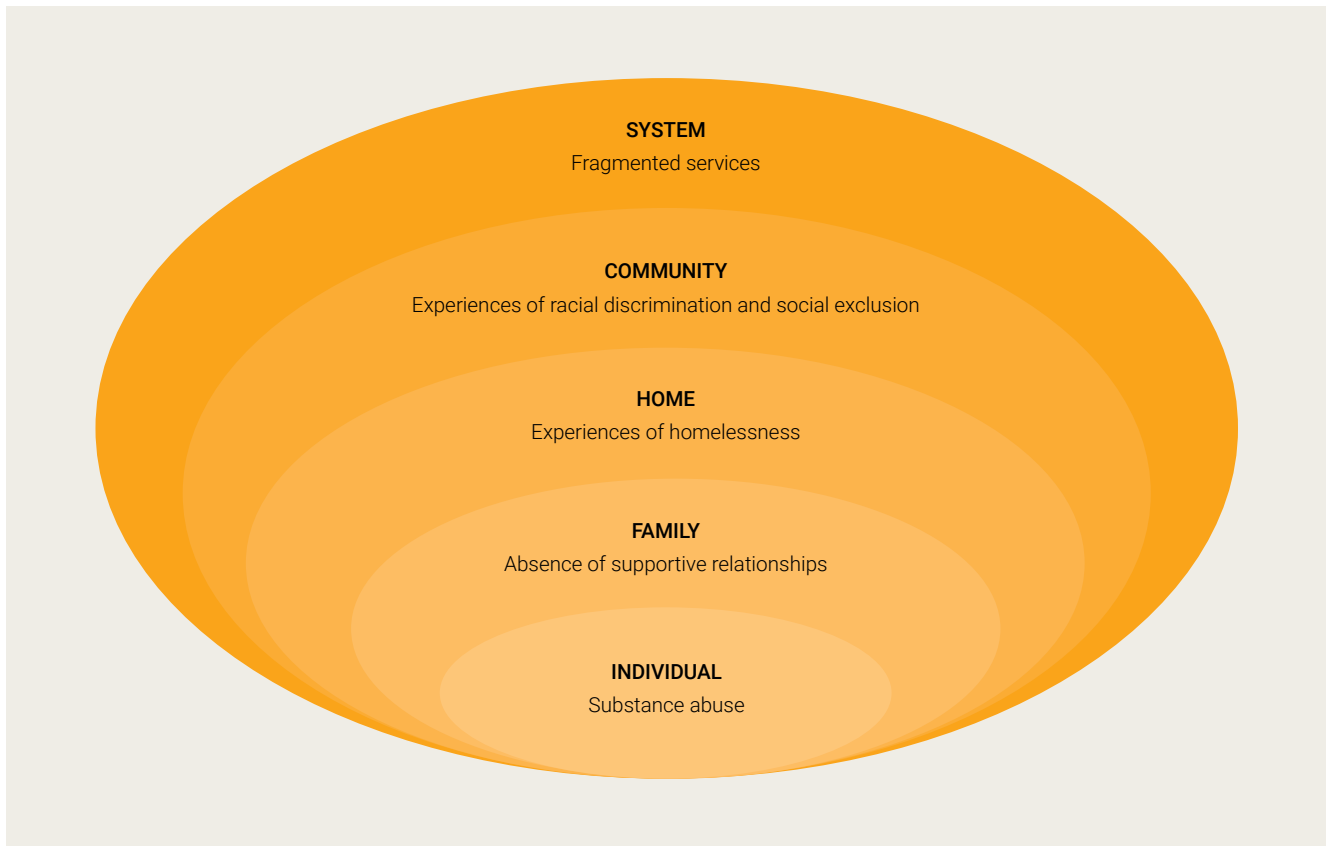 SYSTEM
Fragmented services
COMMUNITY
Experiences of racial discrimination and social exclusion
HOME
Experiences of homelessness
FAMILY
Absence of supportive relationships
INDIVIDUAL
Substance abuse